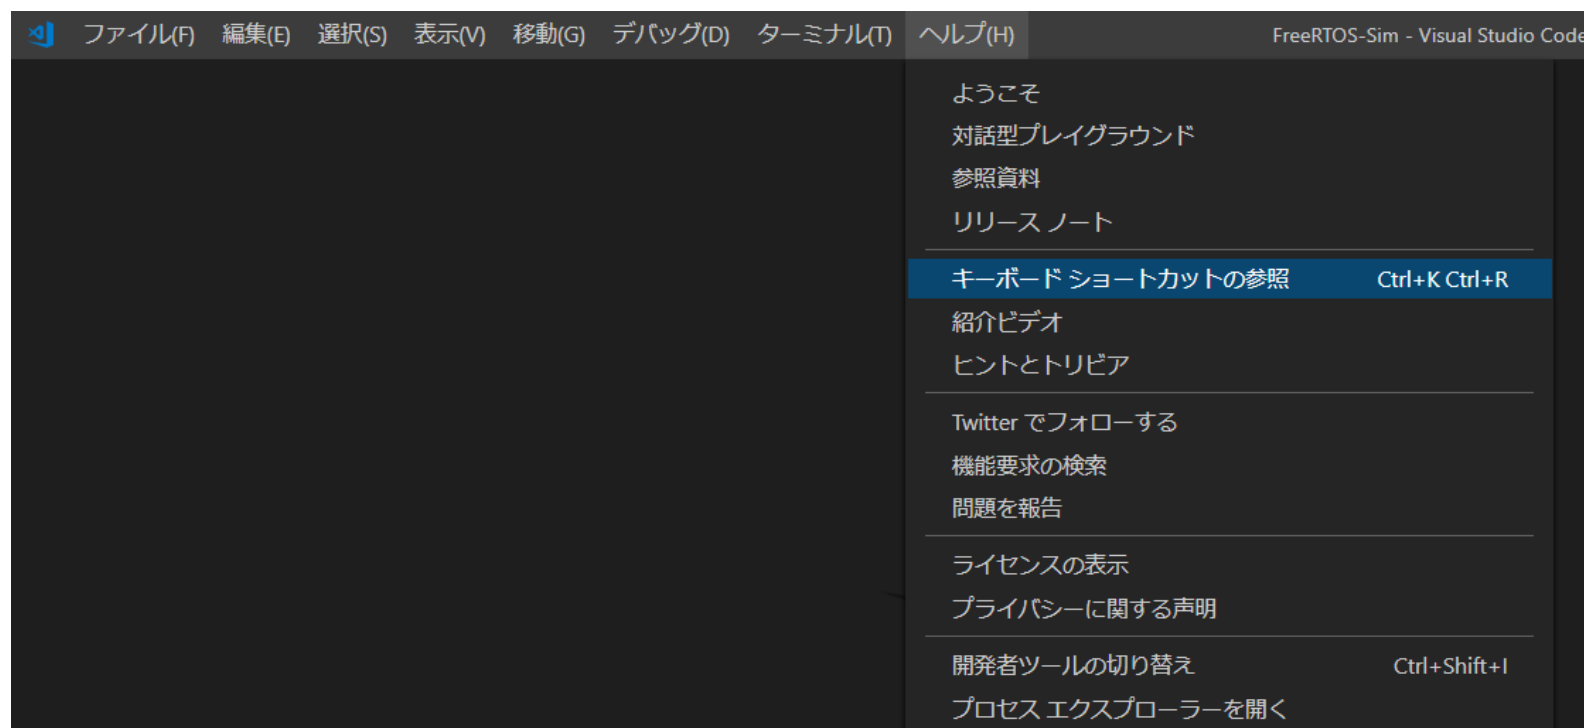 ファイル(F) 編集(E) 選択(S) 表示(V) 移動(G) デバッグ(D) ターミナル(T) ヘルプ(H) FreeRTOS-Sim - Visual Studio Code
ようこそ
対話型プレイグラウンド
参照資料
リリース ノート
キーボード ショートカットの参照 Ctrl+K Ctrl+R
紹介ビデオ
ヒントとトリビア
Twitter でフォローする
機能要求の検索
問題を報告
ライセンスの表示
プライバシーに関する声明
開発者ツールの切り替え Ctrl+Shift+I
プロセス エクスプローラーを開く